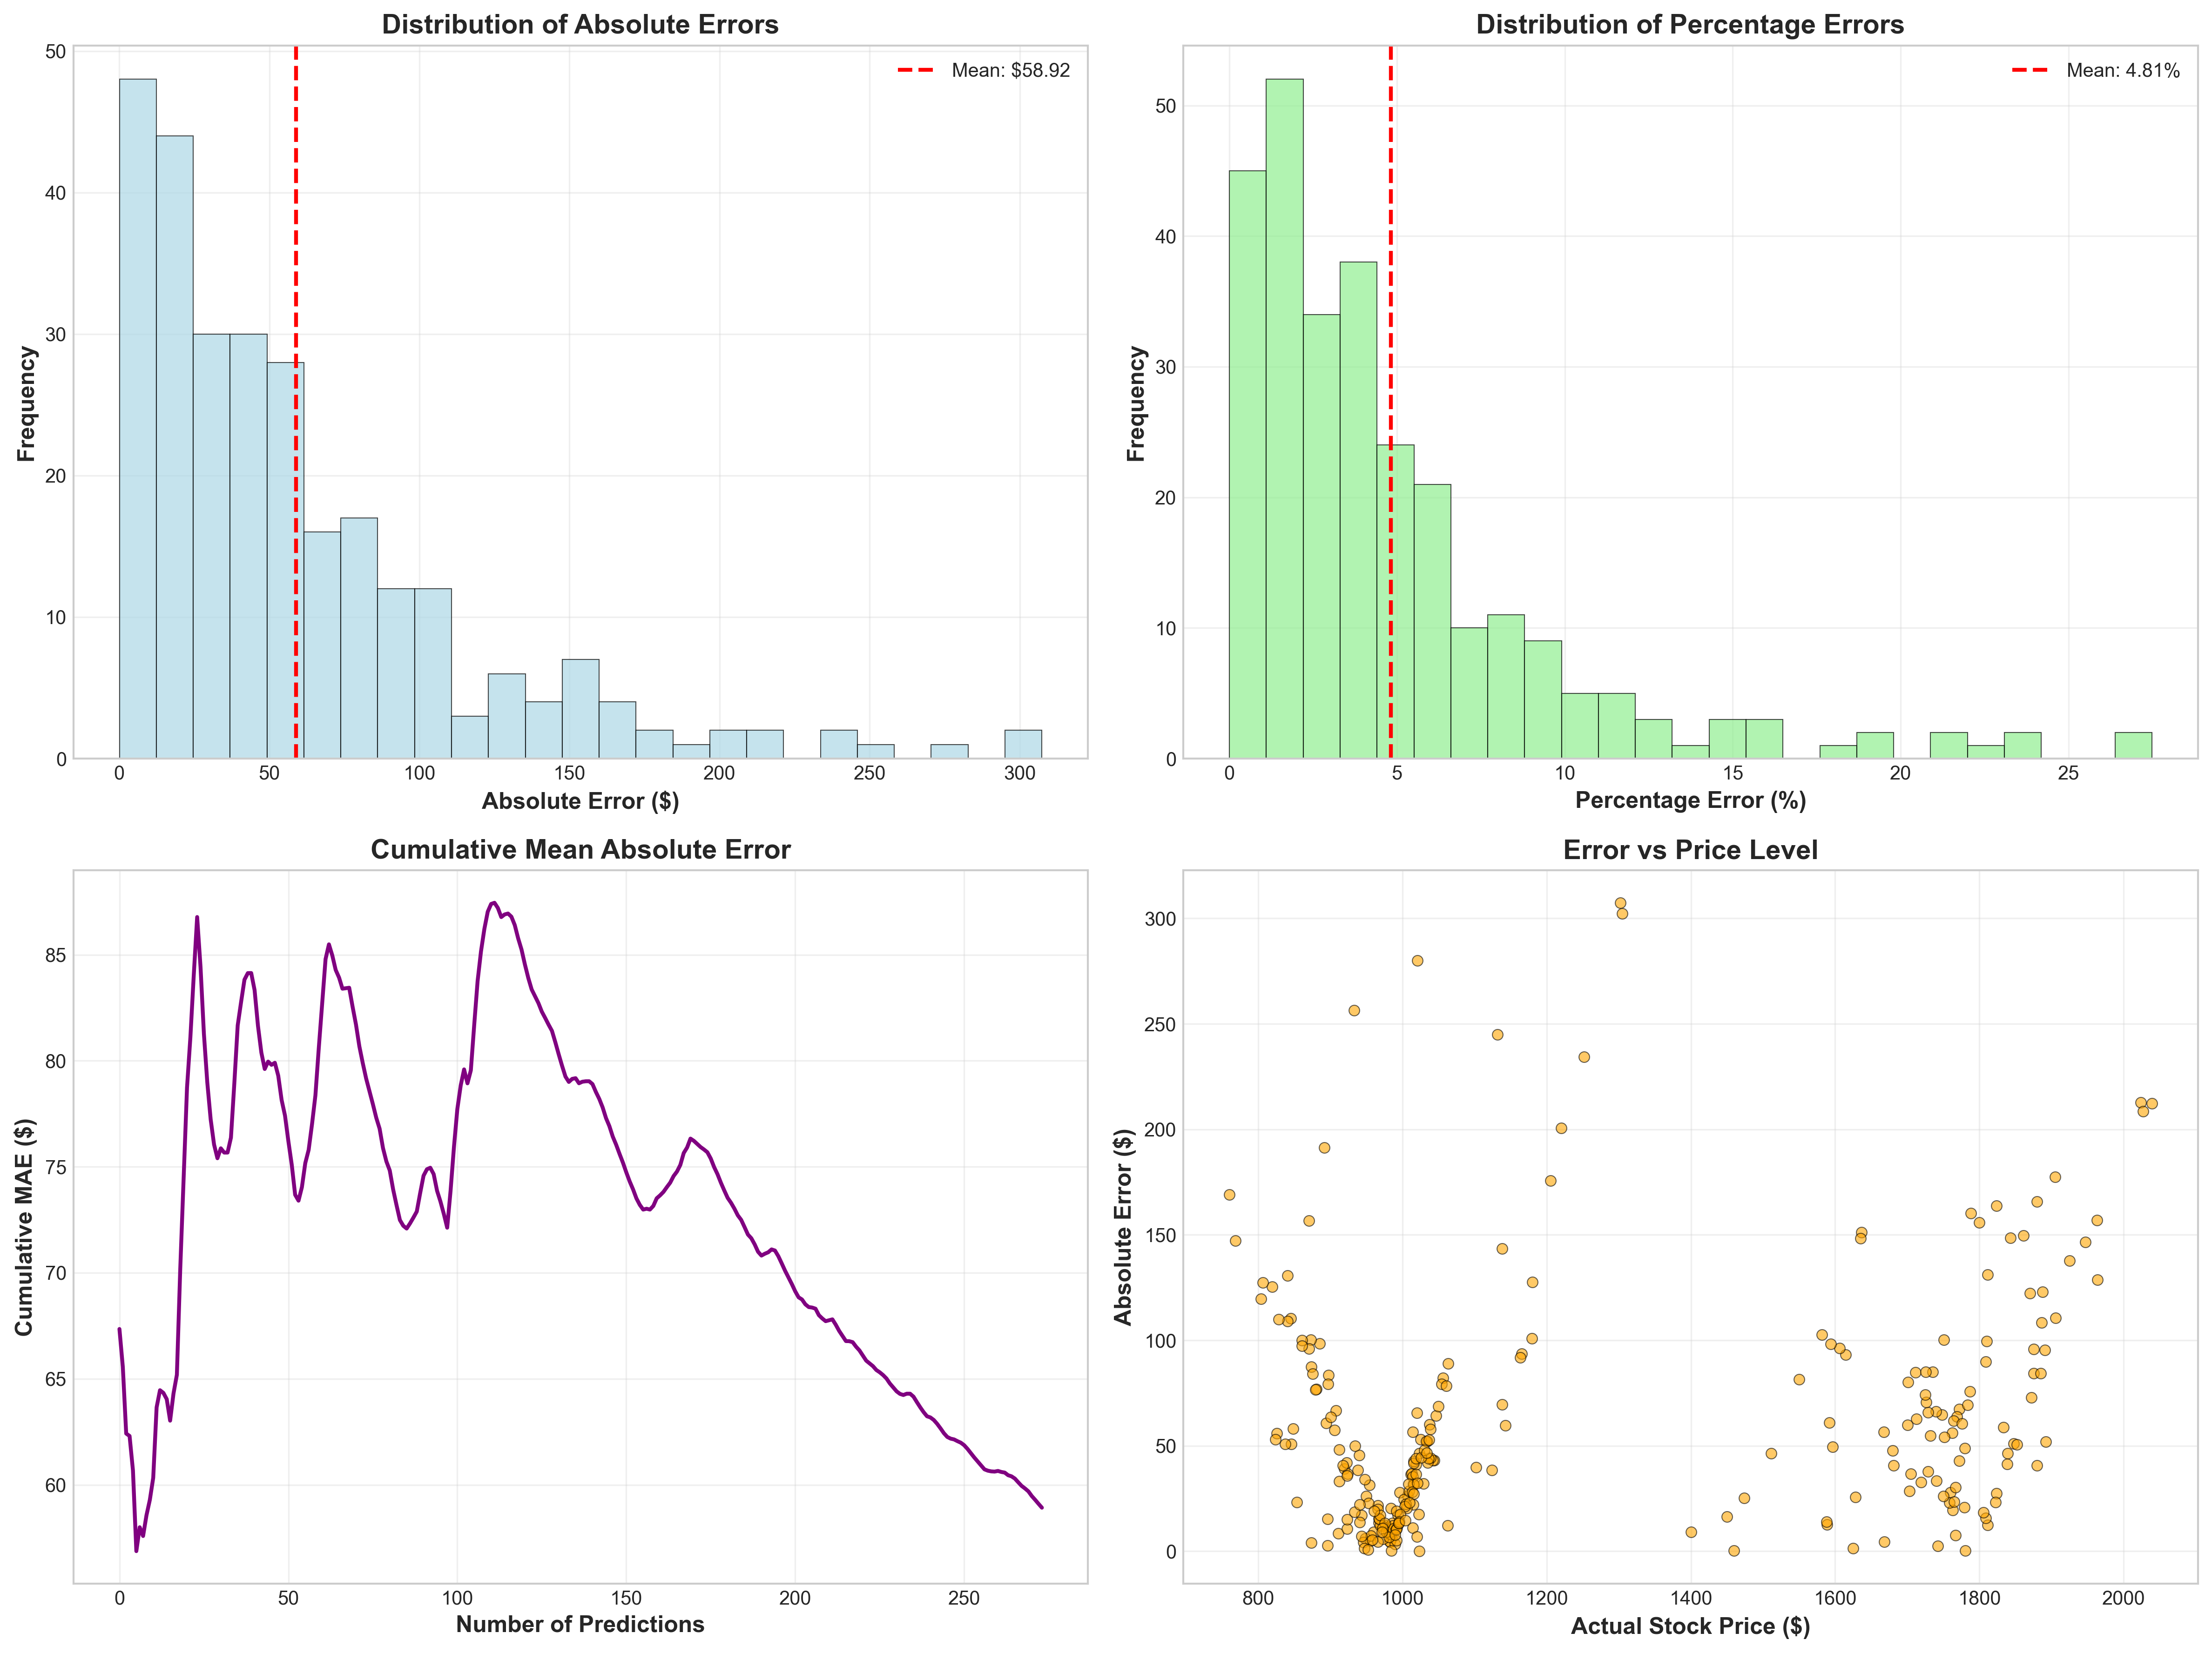 Distribution of Absolute Errors
50
40
30
20
10
0
Frequency
Mean: $58.92
0 50 100 150 200 250 300
Absolute Error ($)
Distribution of Percentage Errors
50
40
30
20
10
0
Frequency
Mean: 4.81%
0 5 10 15 20 25
Percentage Error (%)
Cumulative Mean Absolute Error
85
80
75
70
65
60
Cumulative MAE ($)
0 50 100 150 200 250
Number of Predictions
Error vs Price Level
300
250
200
150
100
50
0
Absolute Error ($)
800 1000 1200 1400 1600 1800 2000
Actual Stock Price ($)